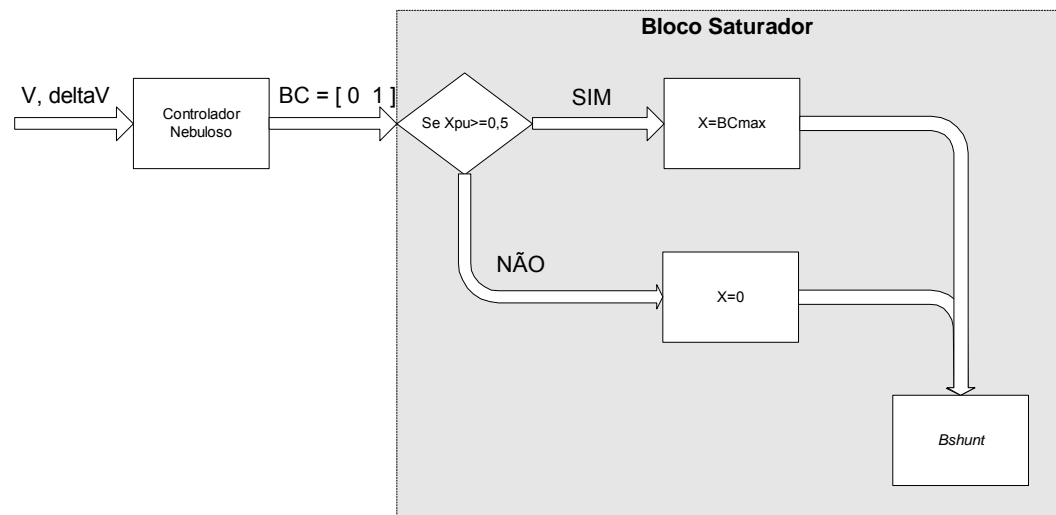 Bloco Saturador
V, deltaV
Controlador
Nebuloso
BC = [ 0 1 ]
Se Xpu>=0,5
SIM
X=BCmax
NÃO
X=0
Bshunt